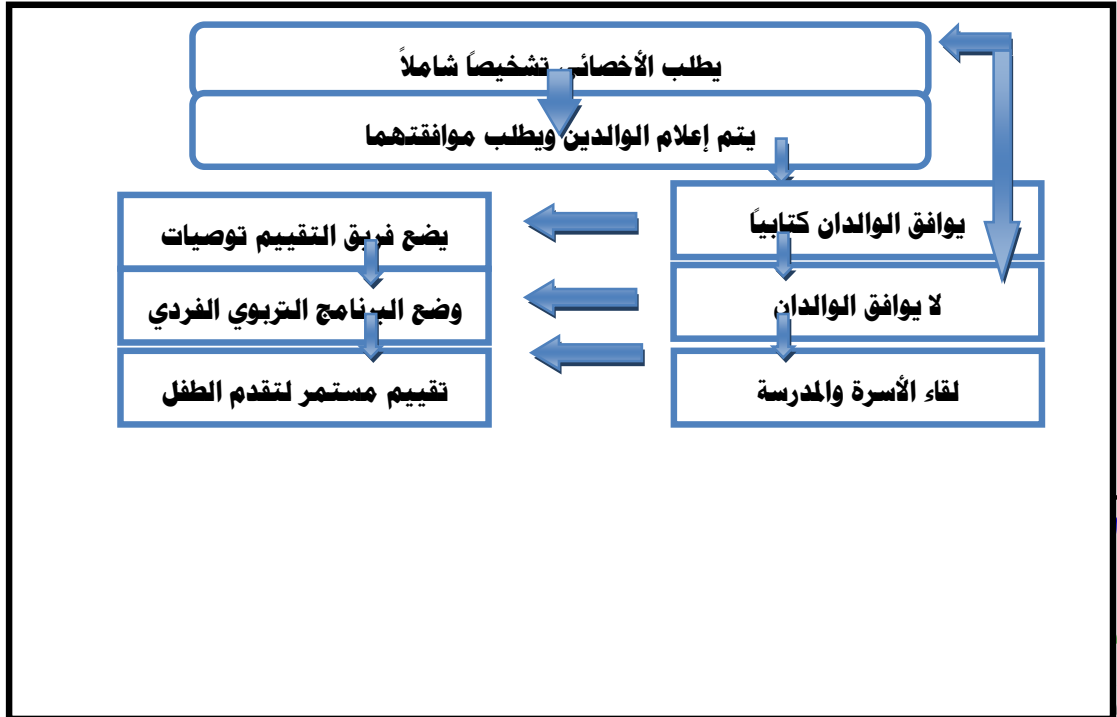 يطلب الأخصائي تشخيصاً شاملاً
يتم إعلام الوالدين ويطلب موافقتهما
يوافق الوالدان كتابياً
لا يوافق الوالدان
لقاء الأسرة والمدرسة
يضع فريق التقييم توصيات
وضع البرنامج التربوي الفردي
تقييم مستمر لتقدم الطفل